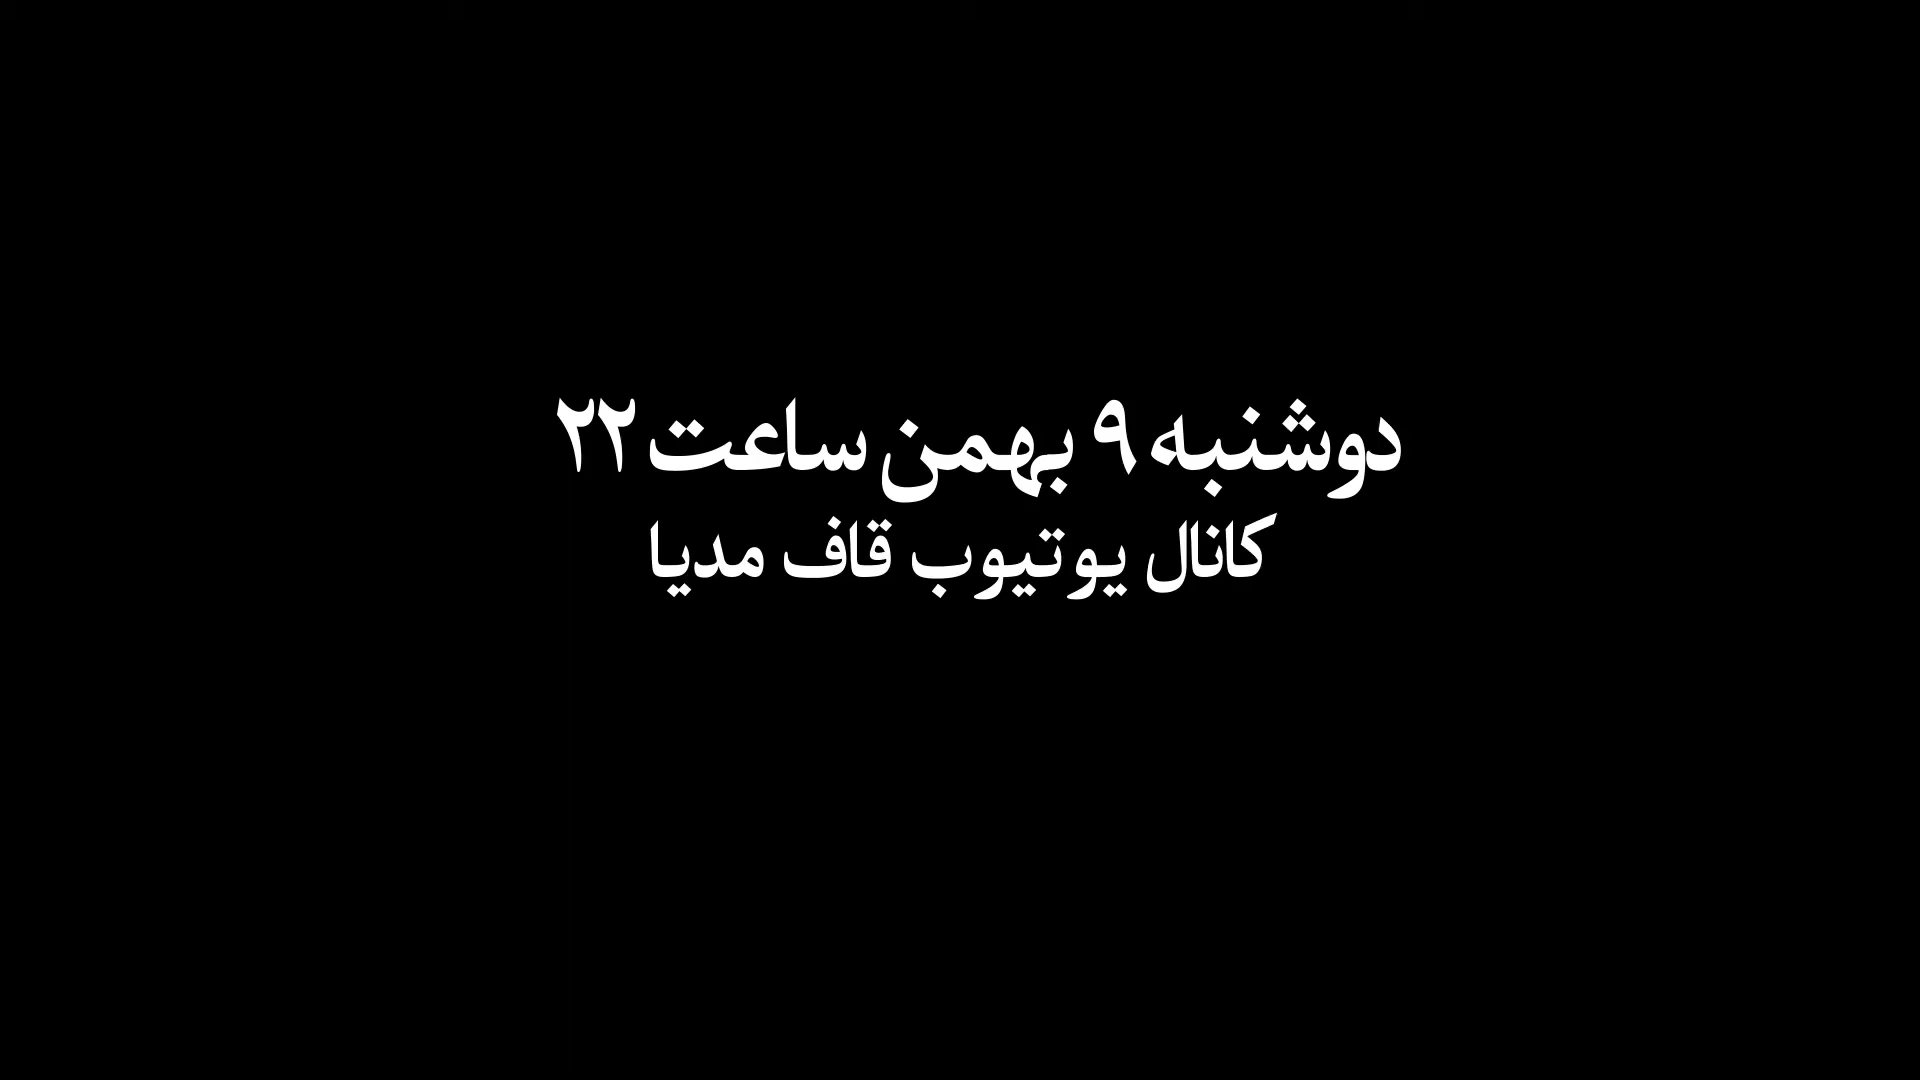 دوشنبه ۹ بهمن ساعت ۲۲
کانال یوتیوب قاف مدیا